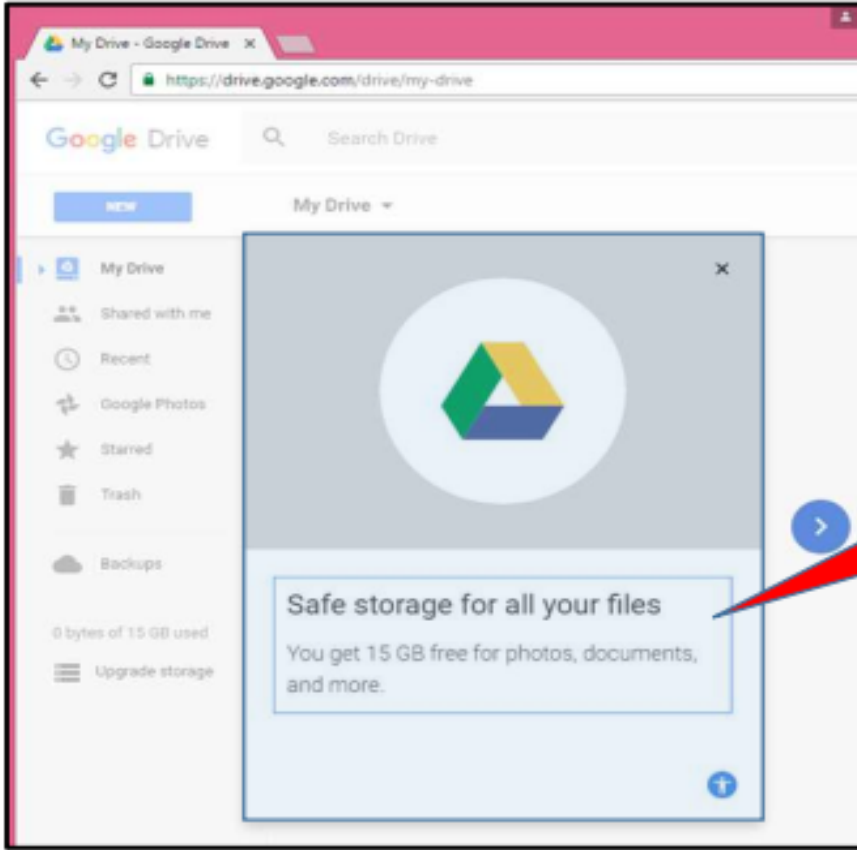 My Drive - Google Drive
https://drive.google.com/drive/my-drive
Google Drive
Search Drive
NEW
My Drive
My Drive
Shared with me
Recent
Google Photos
Starred
Trash
Backups
0 bytes of 15 GB used
Upgrade storage
Safe storage for all your files
You get 15 GB free for photos, documents,
and more.